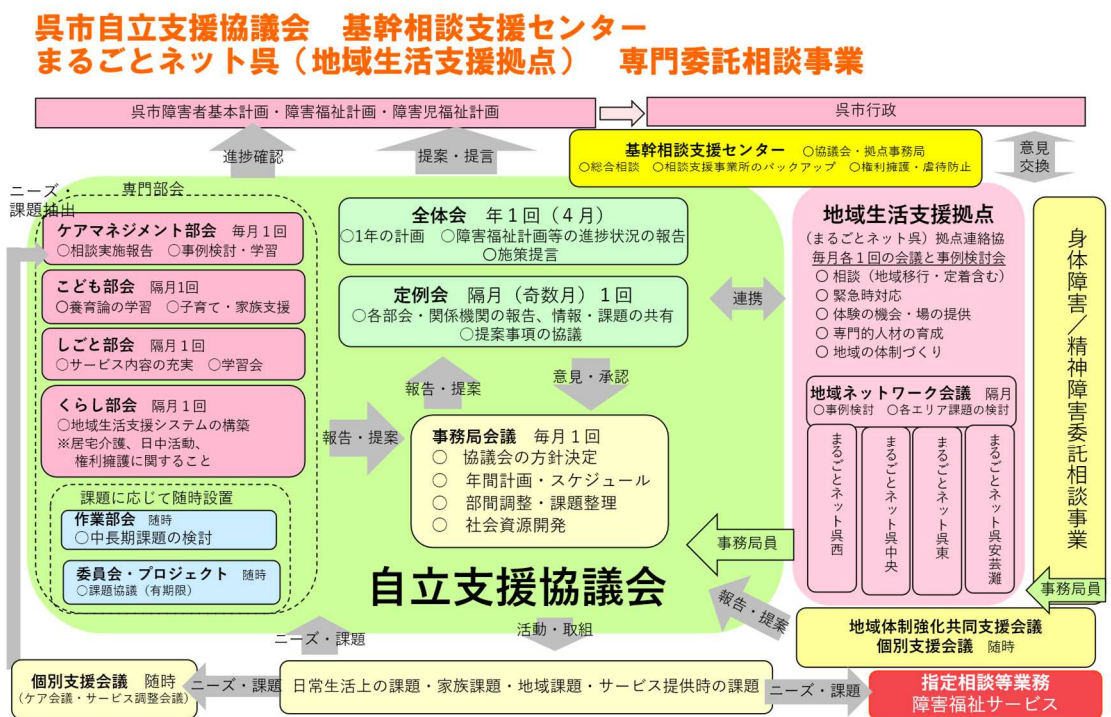 呉市自立支援協議会　基幹相談支援センター
まるごとネット呉（地域生活支援拠点）　専門委託相談事業
呉市障害者基本計画・障害福祉計画・障害児福祉計画
呉市行政
進捗確認
提案・提言
基幹相談支援センター　○協議会・拠点事務局
○総合相談　○相談支援事業所のバックアップ　○権利擁護・虐待防止
意見
交換
ニーズ・
課題抽出
専門部会
ケアマネジメント部会　毎月１回
○相談実施報告　○事例検討・学習
こども部会　隔月1回
○養育論の学習　○子育て・家族支援
しごと部会　隔月１回
○サービス内容の充実　○学習会
くらし部会　隔月１回
○地域生活支援システムの構築
※居宅介護、日中活動、
権利擁護に関すること
課題に応じて随時設置
作業部会　随時
○中長期課題の検討
委員会・プロジェクト　随時
○課題協議（有期限）
全体会　年１回（４月）
○1年の計画　○障害福祉計画等の進捗状況の報告
○施策提言
定例会　隔月（奇数月）１回
○各部会・関係機関の報告、情報・課題の共有
○提案事項の協議
連携
報告・提案
意見・承認
報告・提案
事務局会議　毎月１回
○　協議会の方針決定
○　年間計画・スケジュール
○　部間調整・課題整理
○　社会資源開発
自立支援協議会
地域生活支援拠点
（まるごとネット呉）拠点連絡協
毎月各１回の会議と事例検討会
○ 相談（地域移行・定着含む）
○ 緊急時対応
○ 体験の機会・場の提供
○ 専門的人材の育成
○ 地域の体制づくり
地域ネットワーク会議　隔月
○事例検討　○各エリア課題の検討
まるごとネット呉西
まるごとネット呉中央
まるごとネット呉東
まるごとネット呉安芸灘
身体障害／精神障害委託相談事業
事務局員
事務局員
報告・提案
地域体制強化共同支援会議
個別支援会議　随時
ニーズ・課題
活動・取組
個別支援会議　随時
（ケア会議・サービス調整会議）
ニーズ・課題
日常生活上の課題・家族課題・地域課題・サービス提供時の課題
ニーズ・課題
指定相談等業務
障害福祉サービス